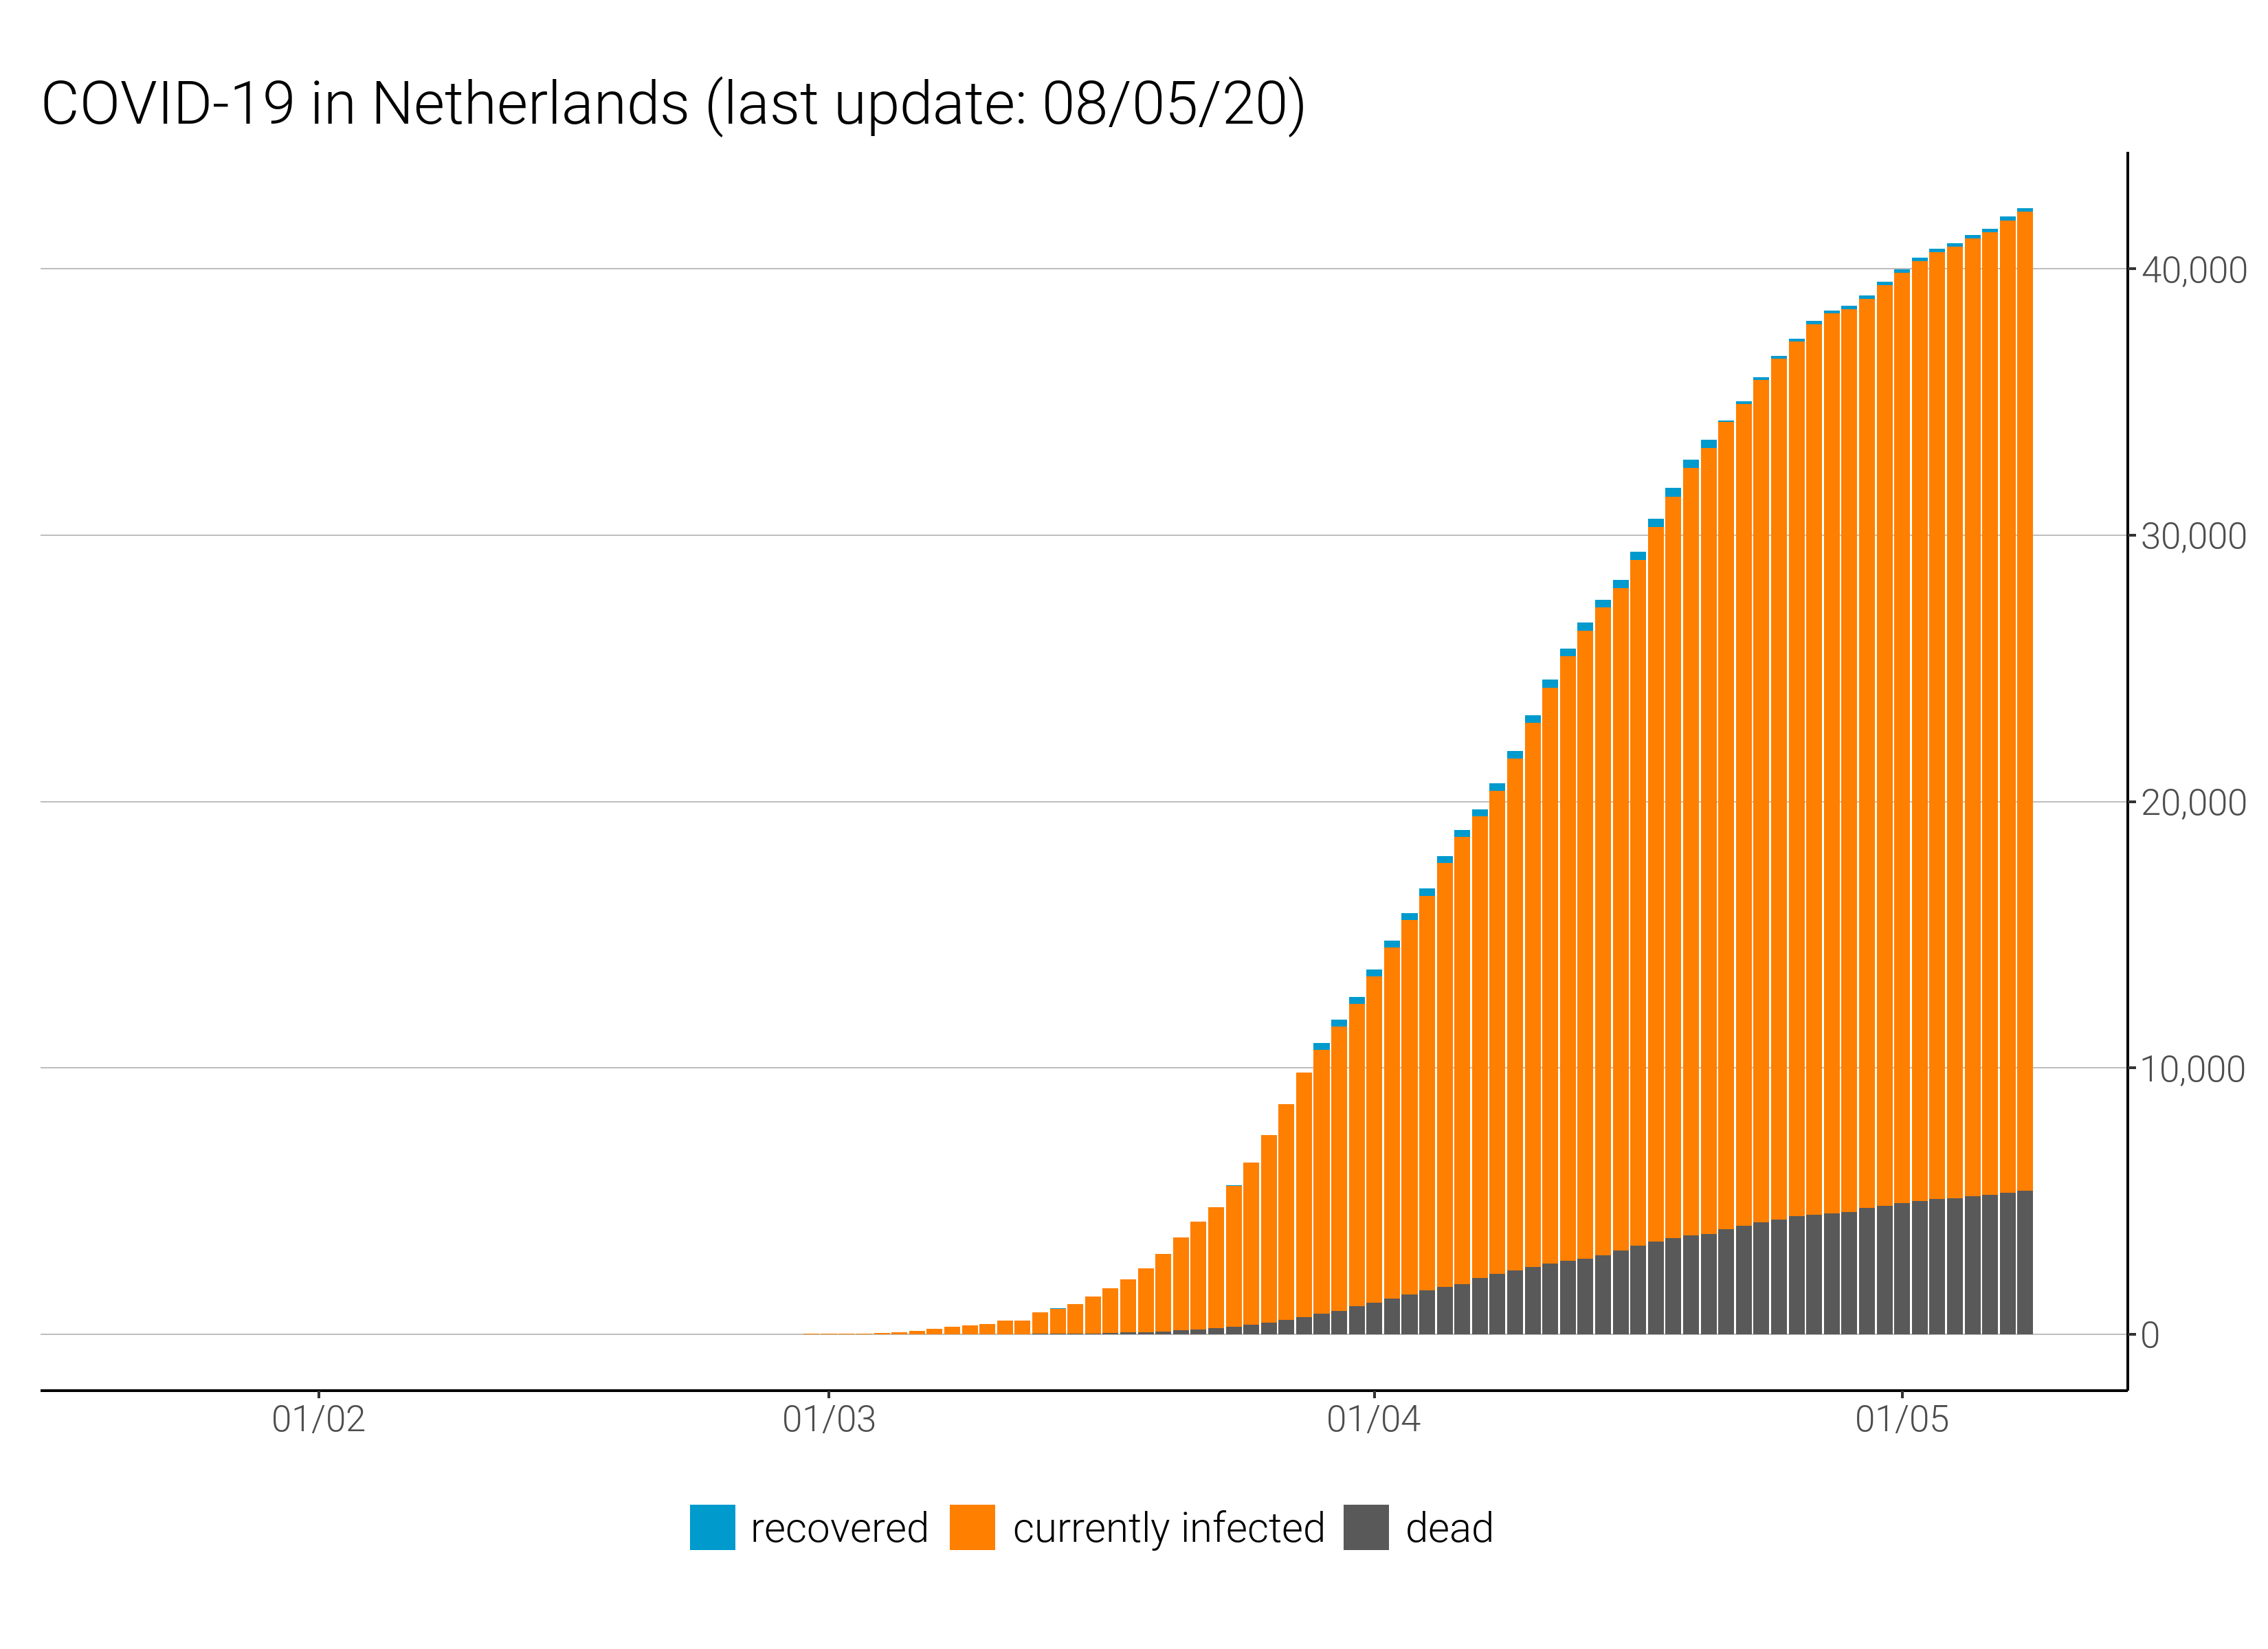 COVID-19 in Netherlands (last update: 08/05/20)
40,000
30,000
20,000
10,000
0
01/02 01/03 01/04 01/05
recovered currently infected dead